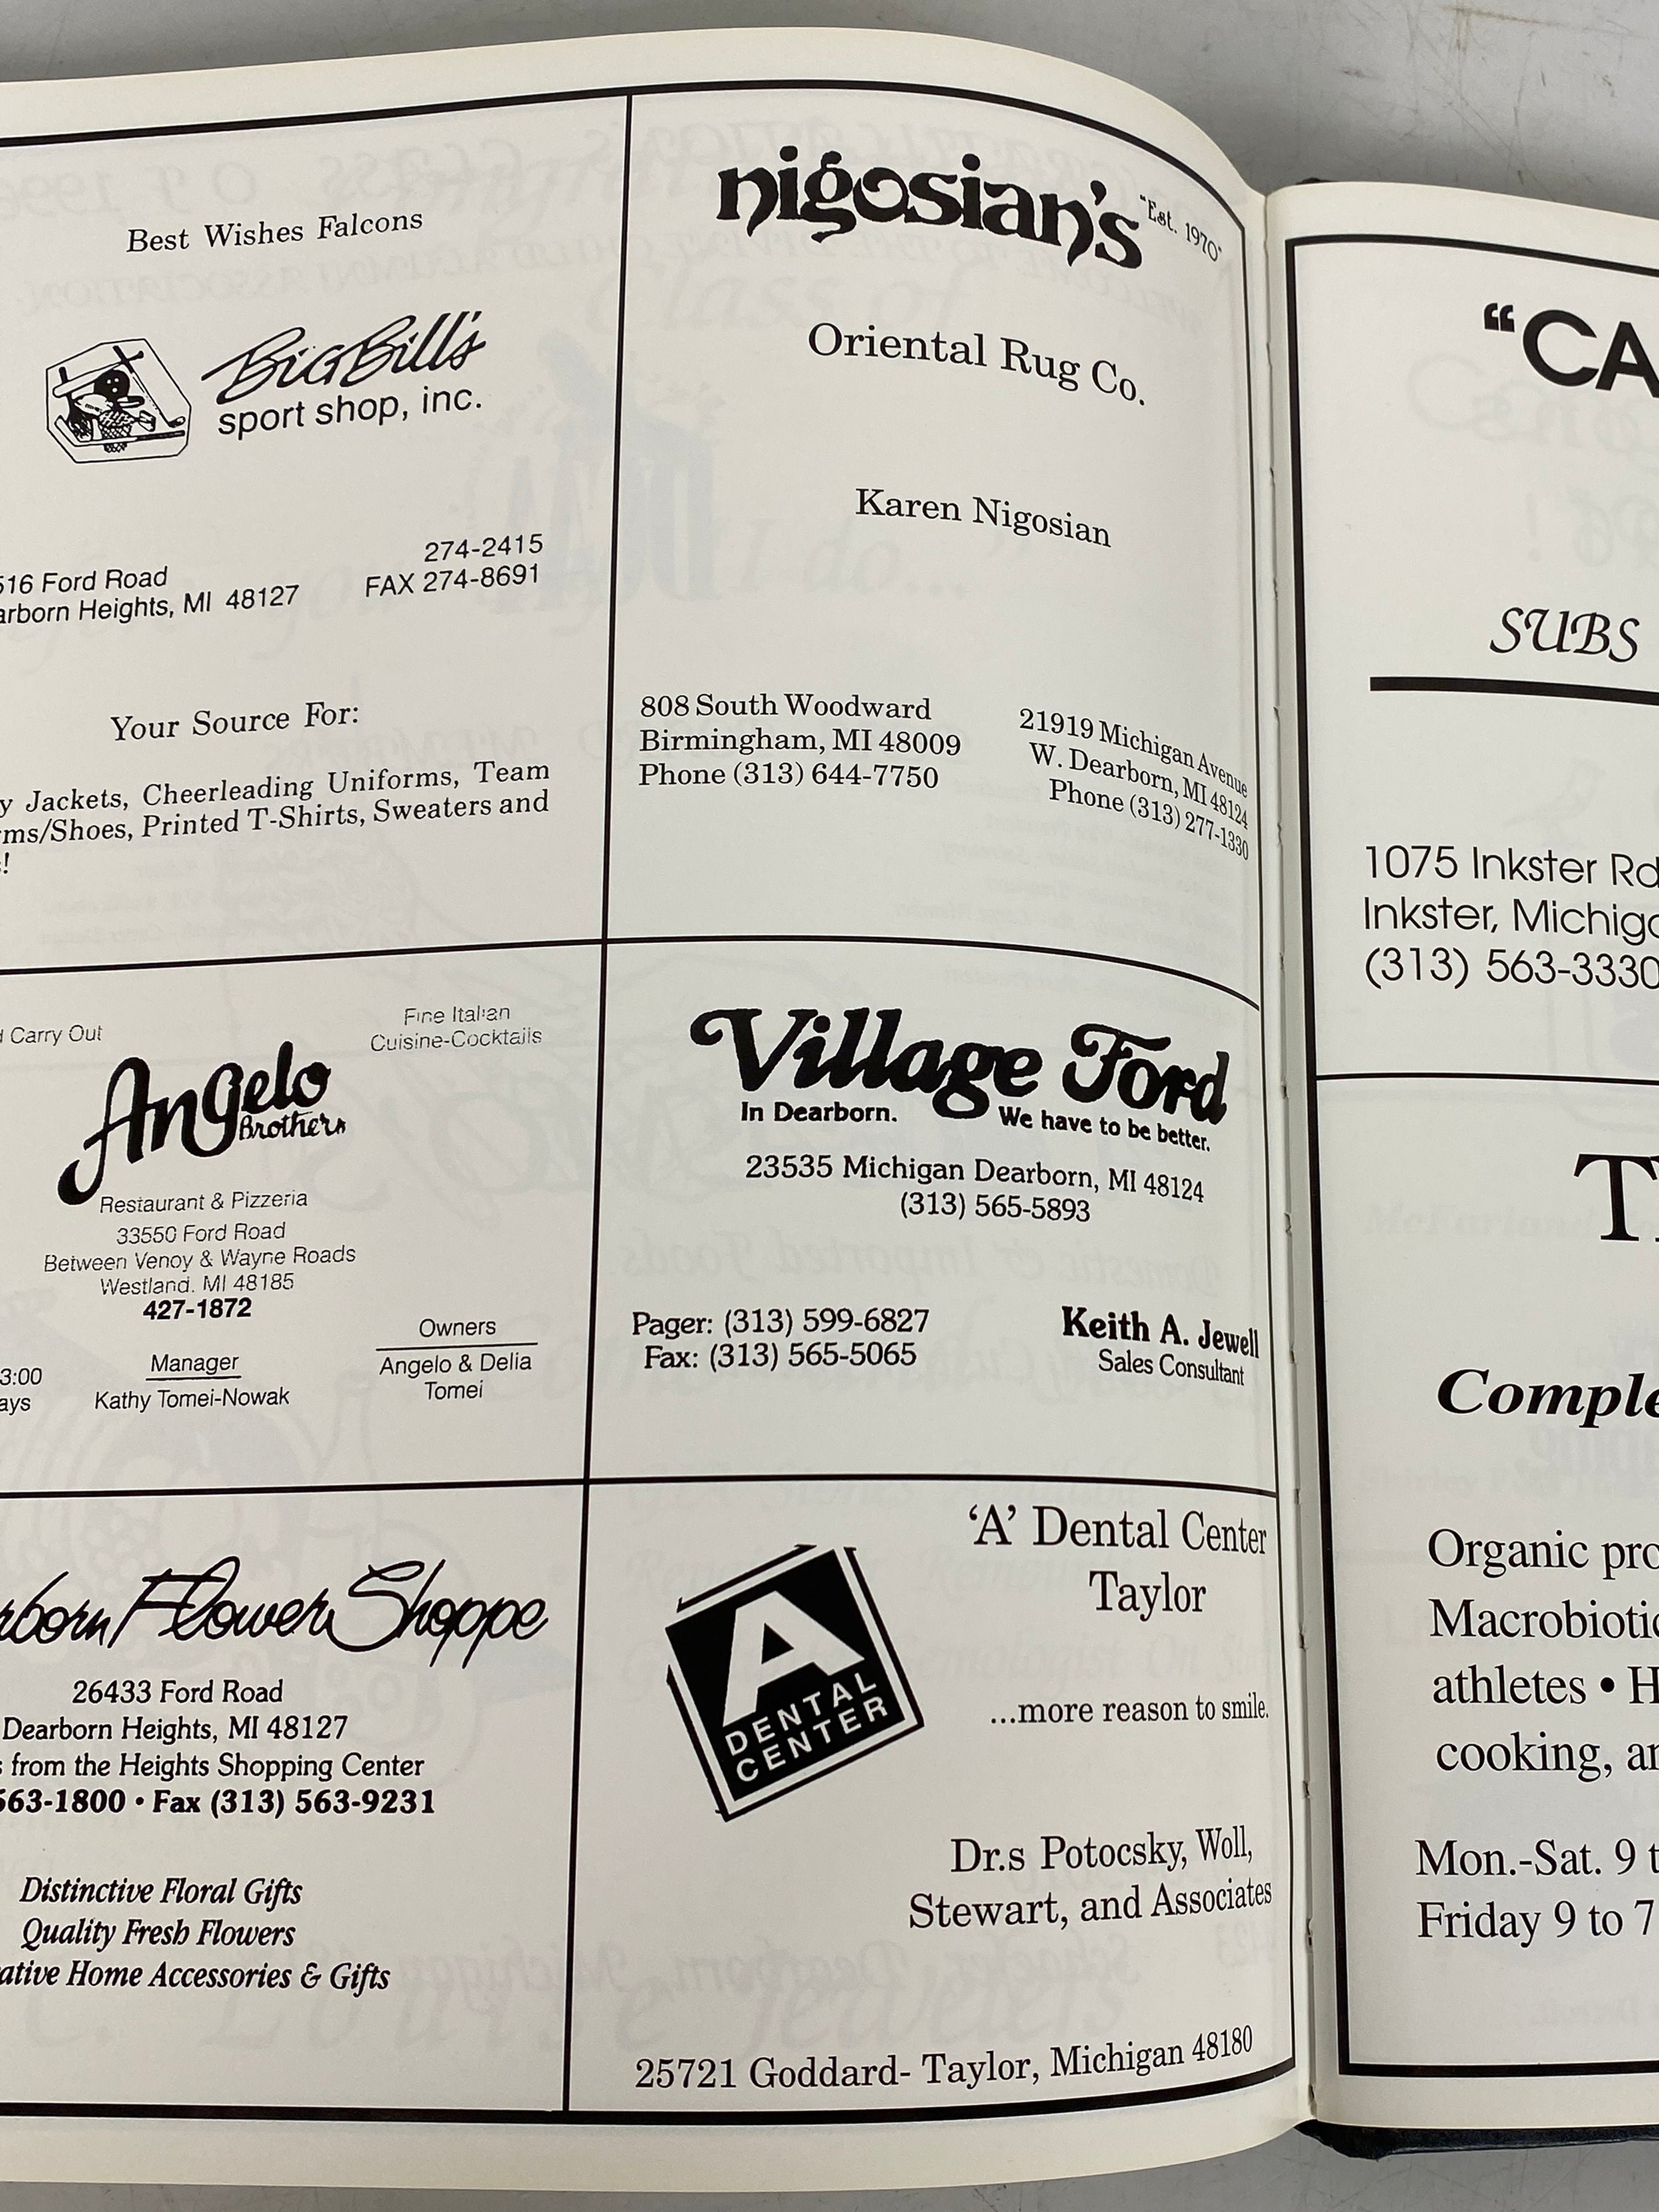 Best Wishes Falcons
Big Bill's
sport shop, inc.
274-2415
516 Ford Road
FAX 274-8691
arborn Heights, MI 48127
Your Source For:
y Jackets, Cheerleading Uniforms, Team
rms/Shoes, Printed T-Shirts, Sweaters and
!
nigosian's
"Est. 1970"
Oriental Rug Co.
Karen Nigosian
808 South Woodward
Birmingham, MI 48009
Phone (313) 644-7750
21919 Michigan Avenue
W. Dearborn, MI 48124
Phone (313) 277-1330
Carry Out
Fine Italian
Cuisine-Cocktails
Angelo
Brothers
Restaurant & Pizzeria
33550 Ford Road
Between Venoy & Wayne Roads
Westland, MI 48185
427-1872
3:00
ays
Manager
Kathy Tomei-Nowak
Owners
Angelo & Delia
Tomei
Village Ford
In Dearborn. We have to be better.
23535 Michigan Dearborn, MI 48124
(313) 565-5893
Pager: (313) 599-6827
Fax: (313) 565-5065
Keith A. Jewell
Sales Consultant
rborn Flower Shoppe
26433 Ford Road
Dearborn Heights, MI 48127
s from the Heights Shopping Center
563-1800 • Fax (313) 563-9231
Distinctive Floral Gifts
Quality Fresh Flowers
ative Home Accessories & Gifts
'A' Dental Center
Taylor
A
DENTAL
CENTER
...more reason to smile.
Dr.s Potocsky, Woll,
Stewart, and Associates
25721 Goddard- Taylor, Michigan 48180
"CA
SUBS
1075 Inkster Rd
Inkster, Michiga
(313) 563-3330
T
Comple
Organic pro
Macrobiotic
athletes • H
cooking, an
Mon.-Sat. 9 t
Friday 9 to 7